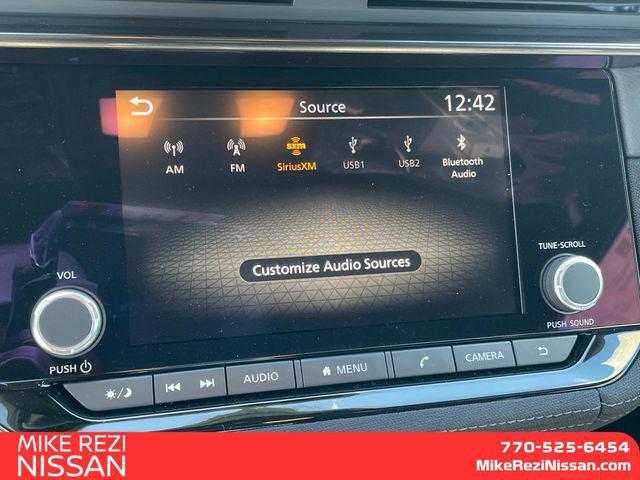 Source
12:42
AM
FM
sxm
SiriusXM
USB1
USB2
Bluetooth
Audio
Customize Audio Sources
VOL
PUSH
TUNE-SCROLL
PUSH SOUND
AUDIO
MENU
CAMERA
MIKE REZI
NISSAN
770-525-6454
MikeReziNissan.com